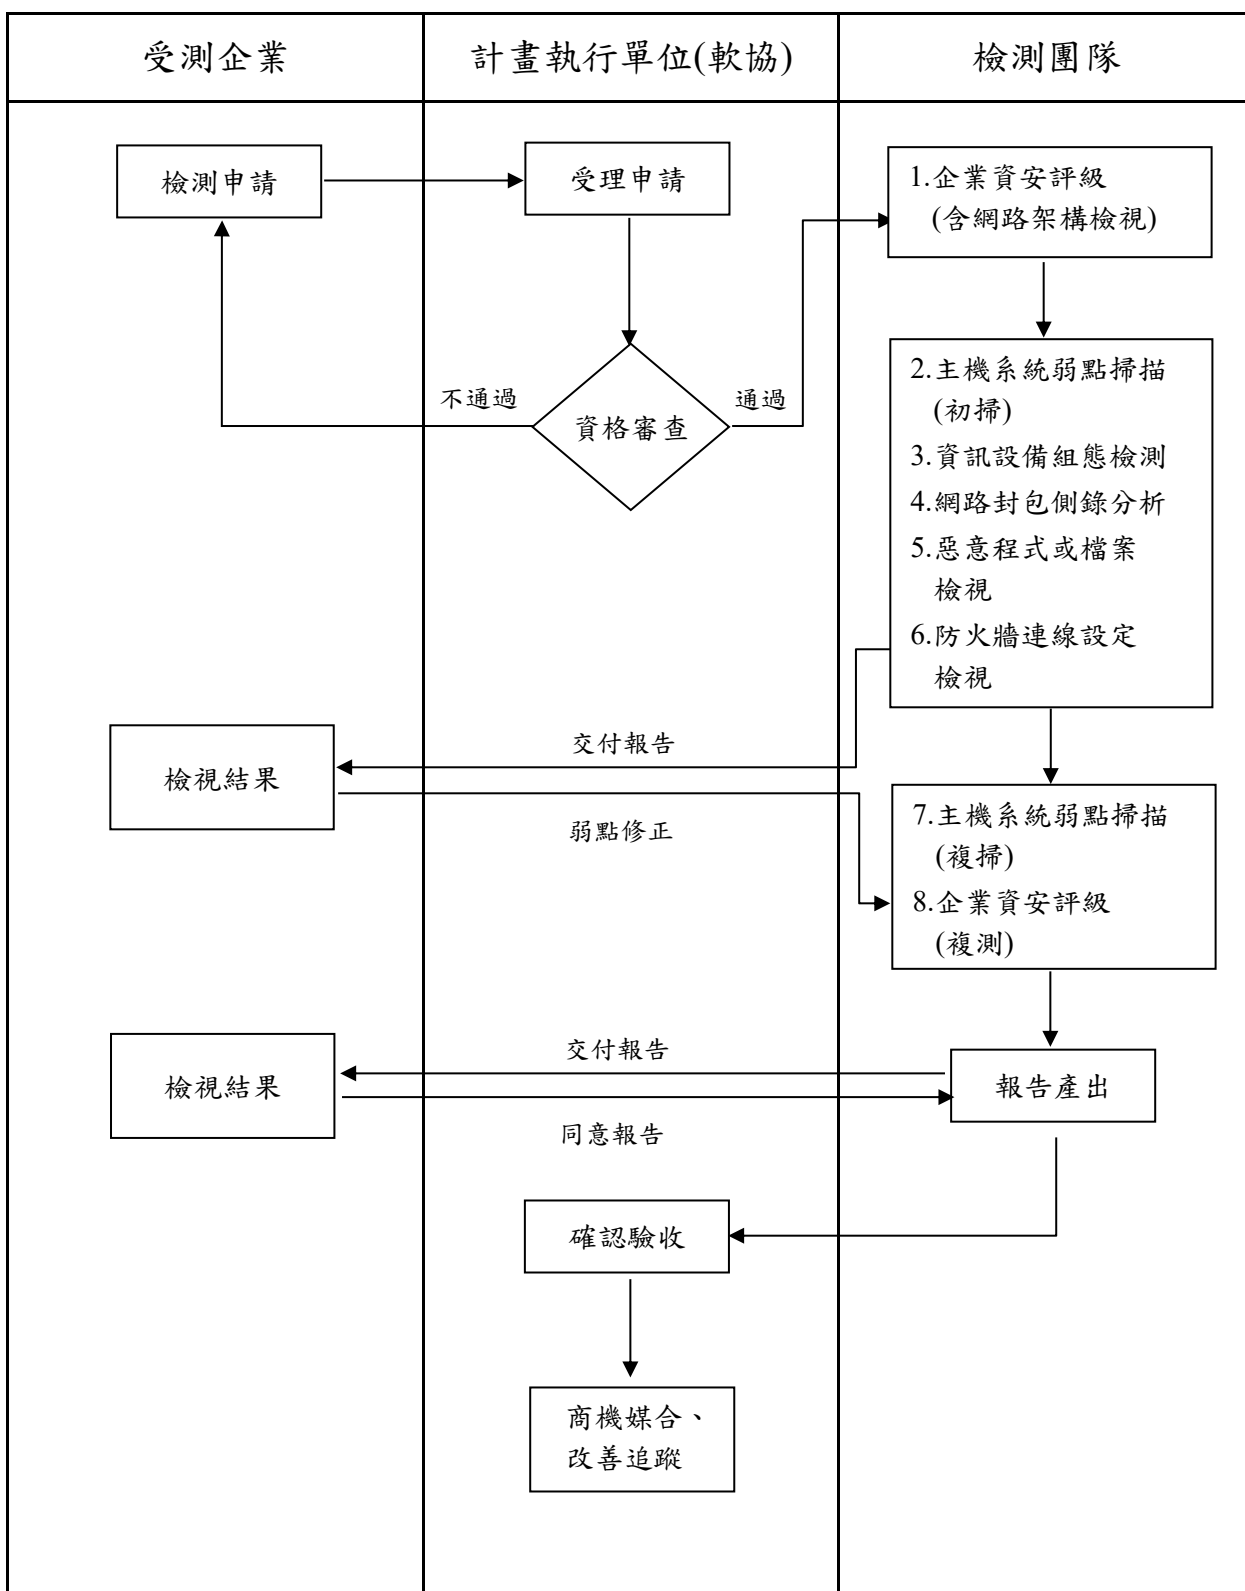 受測企業
計畫執行單位(軟協)
檢測團隊
檢測申請
受理申請
1.企業資安評級
(含網路架構檢視)
不通過
通過
資格審查
2.主機系統弱點掃描
(初掃)
3.資訊設備組態檢測
4.網路封包側錄分析
5.惡意程式或檔案
檢視
6.防火牆連線設定
檢視
交付報告
檢視結果
弱點修正
7.主機系統弱點掃描
(複掃)
8.企業資安評級
(複測)
交付報告
檢視結果
報告產出
同意報告
確認驗收
商機媒合、
改善追蹤